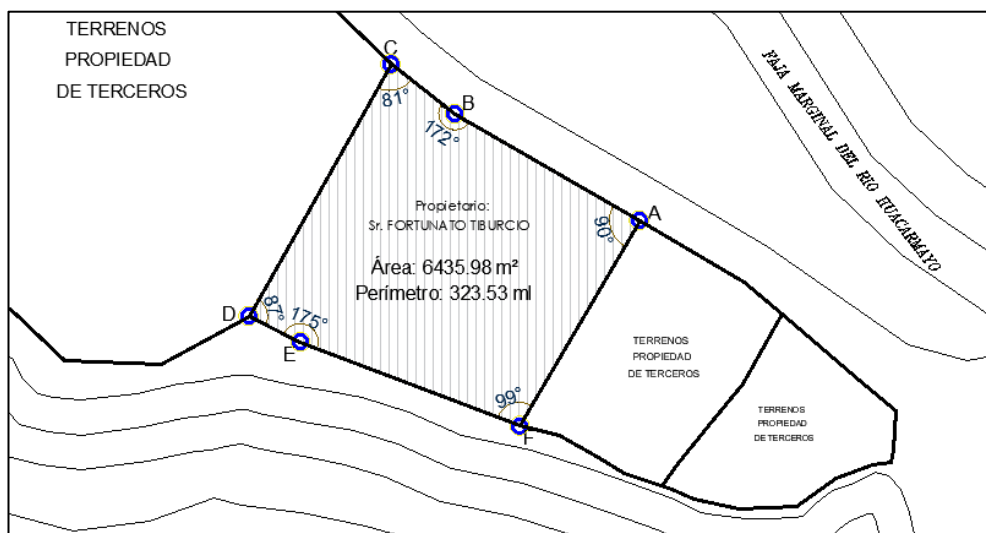 TERRENOS
PROPIEDAD
DE TERCEROS
C
81°
B
172°
FAJA MARGINAL DEL RIO HUACARMAYO
A
90°
Propietario:
Sr. FORTUNATO TIBURCIO
Área: 6435.98 m²
Perímetro: 323.53 ml
D
87°
175°
E
99°
F
TERRENOS
PROPIEDAD
DE TERCEROS
TERRENOS
PROPIEDAD
DE TERCEROS